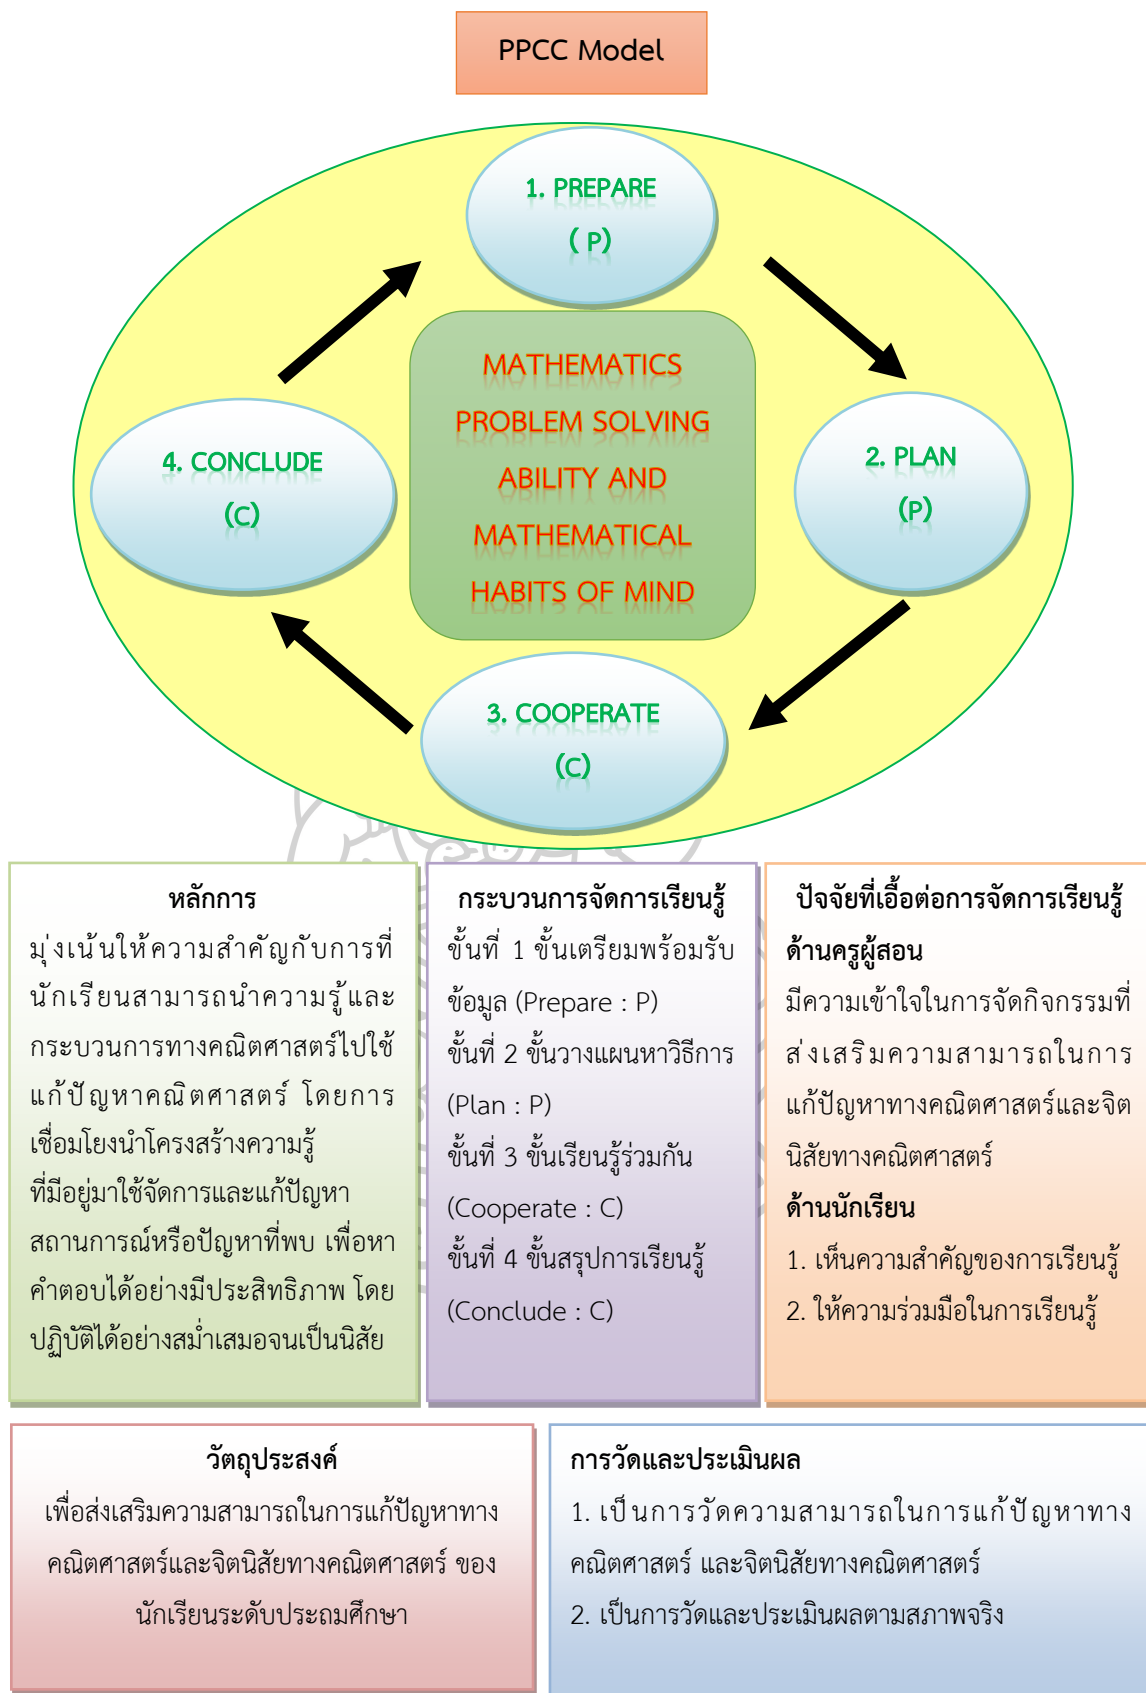 PPCC Model
1. PREPARE
( P)
MATHEMATICS
PROBLEM SOLVING
ABILITY AND
MATHEMATICAL
HABITS OF MIND
2. PLAN
(P)
3. COOPERATE
(C)
4. CONCLUDE
(C)
หลักการ
มุ่งเน้นให้ความสำคัญกับการที่
นักเรียนสามารถนำความรู้และ
กระบวนการทางคณิตศาสตร์ไปใช้
แก้ปัญหาคณิตศาสตร์ โดยการ
เชื่อมโยงนำโครงสร้างความรู้
ที่มีอยู่มาใช้จัดการและแก้ปัญหา
สถานการณ์หรือปัญหาที่พบ เพื่อหา
คำตอบได้อย่างมีประสิทธิภาพ โดย
ปฏิบัติได้อย่างสม่ำเสมอจนเป็นนิสัย
กระบวนการจัดการเรียนรู้
ขั้นที่ 1 ขั้นเตรียมพร้อมรับ
ข้อมูล (Prepare : P)
ขั้นที่ 2 ขั้นวางแผนหาวิธีการ
(Plan : P)
ขั้นที่ 3 ขั้นเรียนรู้ร่วมกัน
(Cooperate : C)
ขั้นที่ 4 ขั้นสรุปการเรียนรู้
(Conclude : C)
ปัจจัยที่เอื้อต่อการจัดการเรียนรู้
ด้านครูผู้สอน
มีความเข้าใจในการจัดกิจกรรมที่
ส่งเสริมความสามารถในการ
แก้ปัญหาทางคณิตศาสตร์และจิต
นิสัยทางคณิตศาสตร์
ด้านนักเรียน
1. เห็นความสำคัญของการเรียนรู้
2. ให้ความร่วมมือในการเรียนรู้
วัตถุประสงค์
เพื่อส่งเสริมความสามารถในการแก้ปัญหาทาง
คณิตศาสตร์และจิตนิสัยทางคณิตศาสตร์ ของ
นักเรียนระดับประถมศึกษา
การวัดและประเมินผล
1. เป็นการวัดความสามารถในการแก้ปัญหาทาง
คณิตศาสตร์ และจิตนิสัยทางคณิตศาสตร์
2. เป็นการวัดและประเมินผลตามสภาพจริง